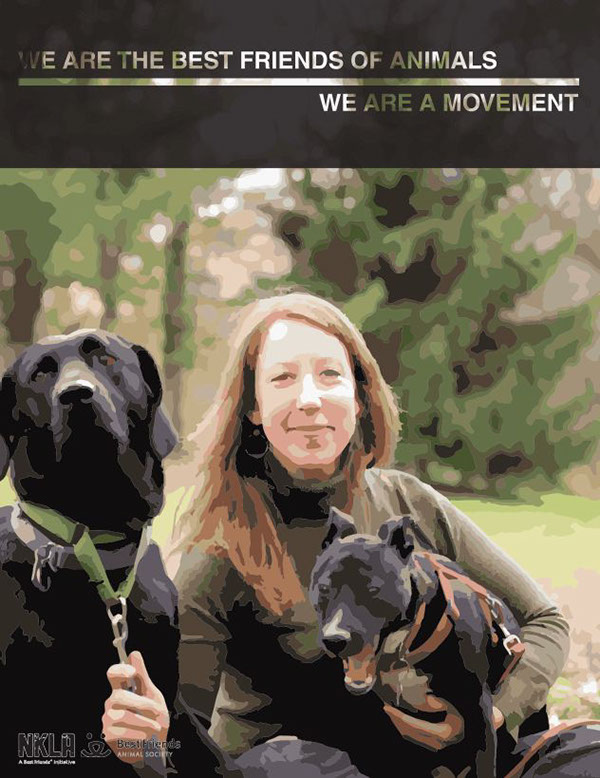 WE ARE THE BEST FRIENDS OF ANIMALS
WE ARE A MOVEMENT
NKLA
A Best Friends® Initiative
Best Friends
ANIMAL SOCIETY